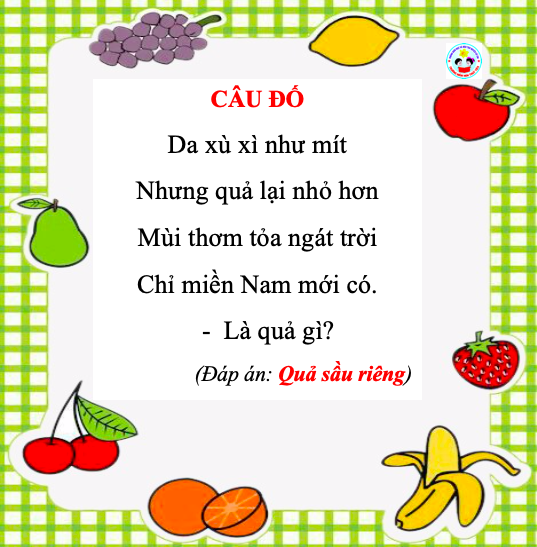 CÂU ĐỐ
Da xù xì như mít
Nhưng quả lại nhỏ hơn
Mùi thơm tỏa ngát trời
Chỉ miền Nam mới có.
- Là quả gì?
(Đáp án: Quả sầu riêng)